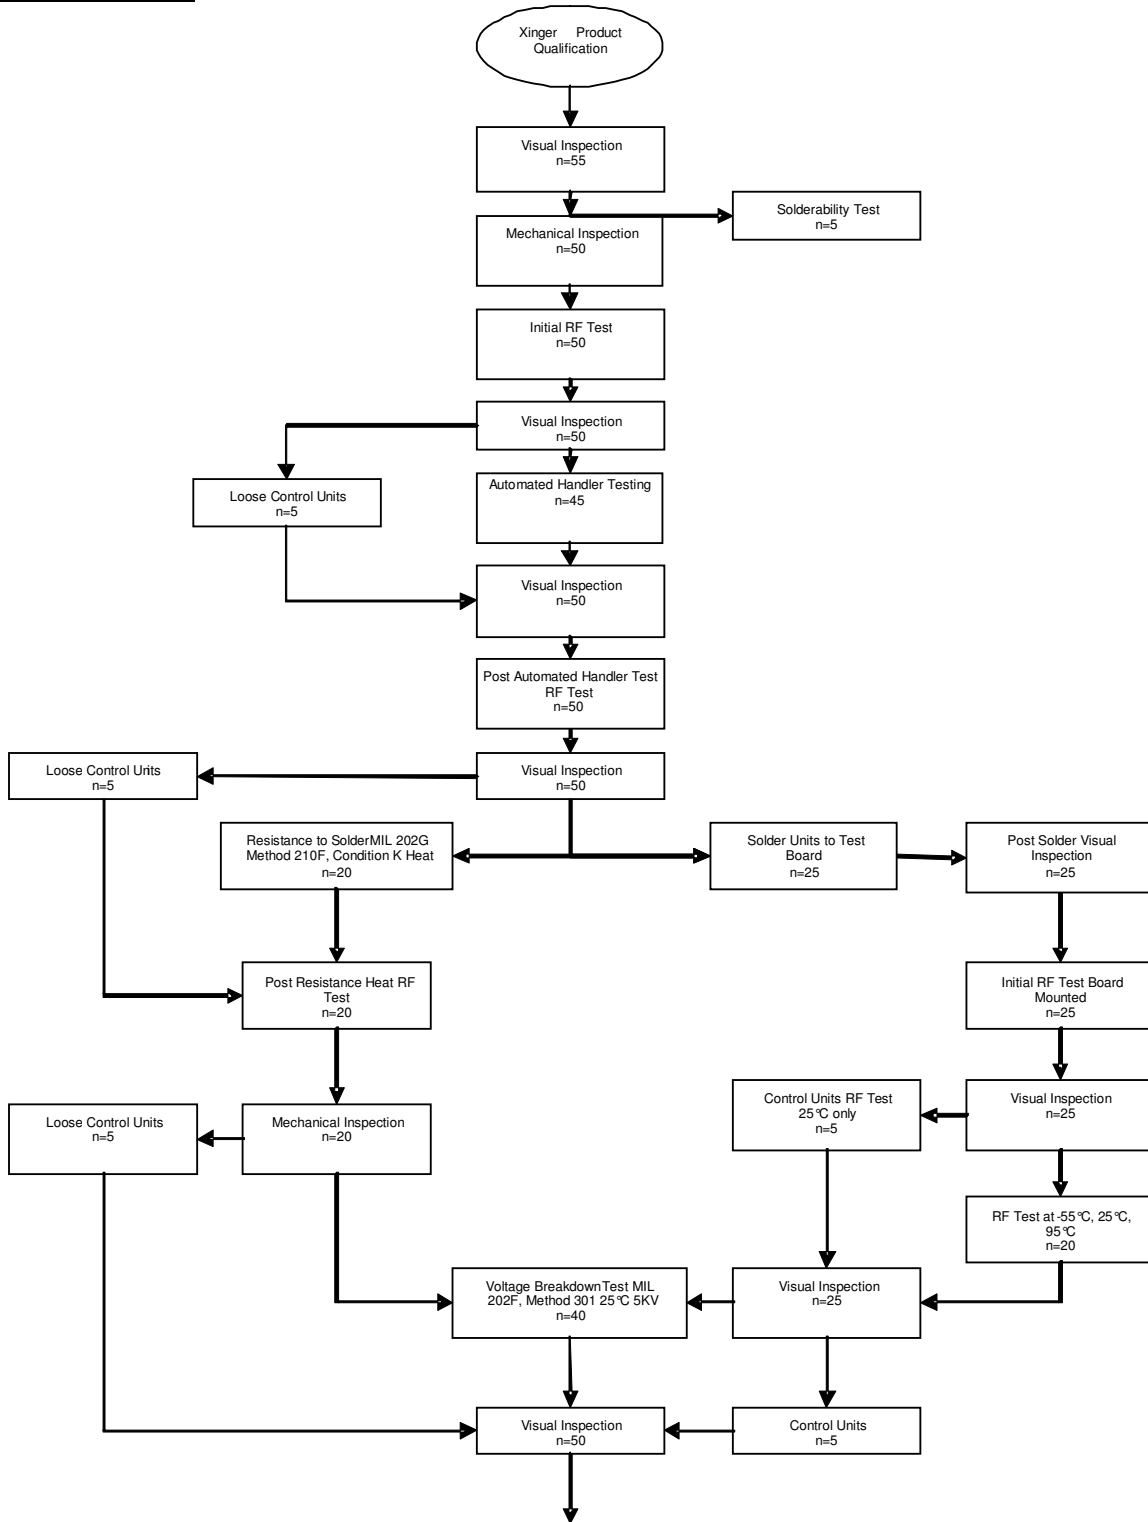 Xinger Product
Qualification
Visual Inspection
n=55
Solderability Test
n=5
Mechanical Inspection
n=50
Initial RF Test
n=50
Visual Inspection
n=50
Automated Handler Testing
n=45
Loose Control Units
n=5
Visual Inspection
n=50
Post Automated Handler Test
RF Test
n=50
Loose Control Units
n=5
Visual Inspection
n=50
Resistance to SolderMIL 202G
Method 210F, Condition K Heat
n=20
Solder Units to Test
Board
n=25
Post Solder Visual
Inspection
n=25
Post Resistance Heat RF
Test
n=20
Initial RF Test Board
Mounted
n=25
Loose Control Units
n=5
Mechanical Inspection
n=20
Control Units RF Test
25°C only
n=5
Visual Inspection
n=25
RF Test at -55°C, 25°C,
95°C
n=20
Voltage BreakdownTest MIL
202F, Method 301 25°C 5KV
n=40
Visual Inspection
n=25
Visual Inspection
n=50
Control Units
n=5